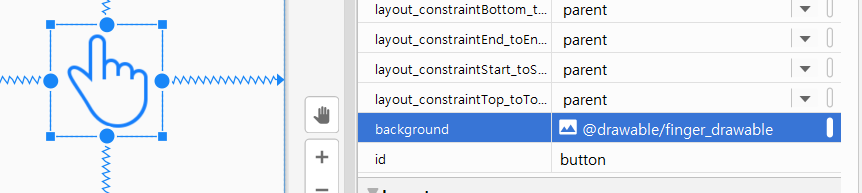 layout_constraintBottom_t... parent
layout_constraintEnd_toEn... parent
layout_constraintStart_toS... parent
layout_constraintTop_toTo... parent
background @drawable/finger_drawable
id button